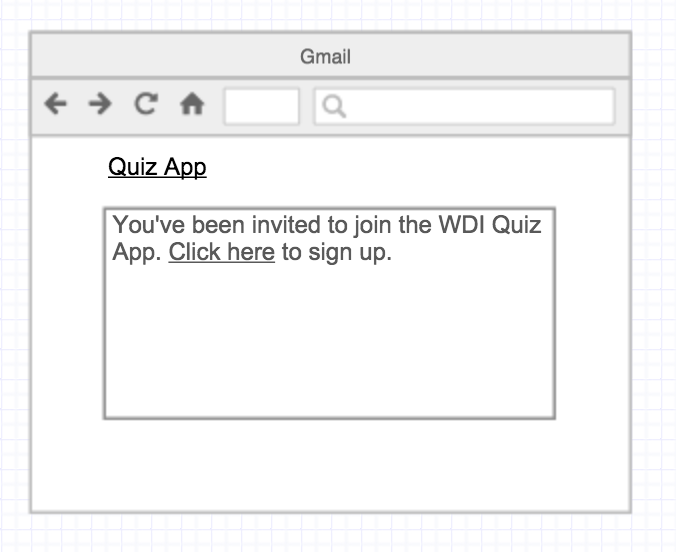 Gmail
Quiz App
You've been invited to join the WDI Quiz
App. Click here to sign up.